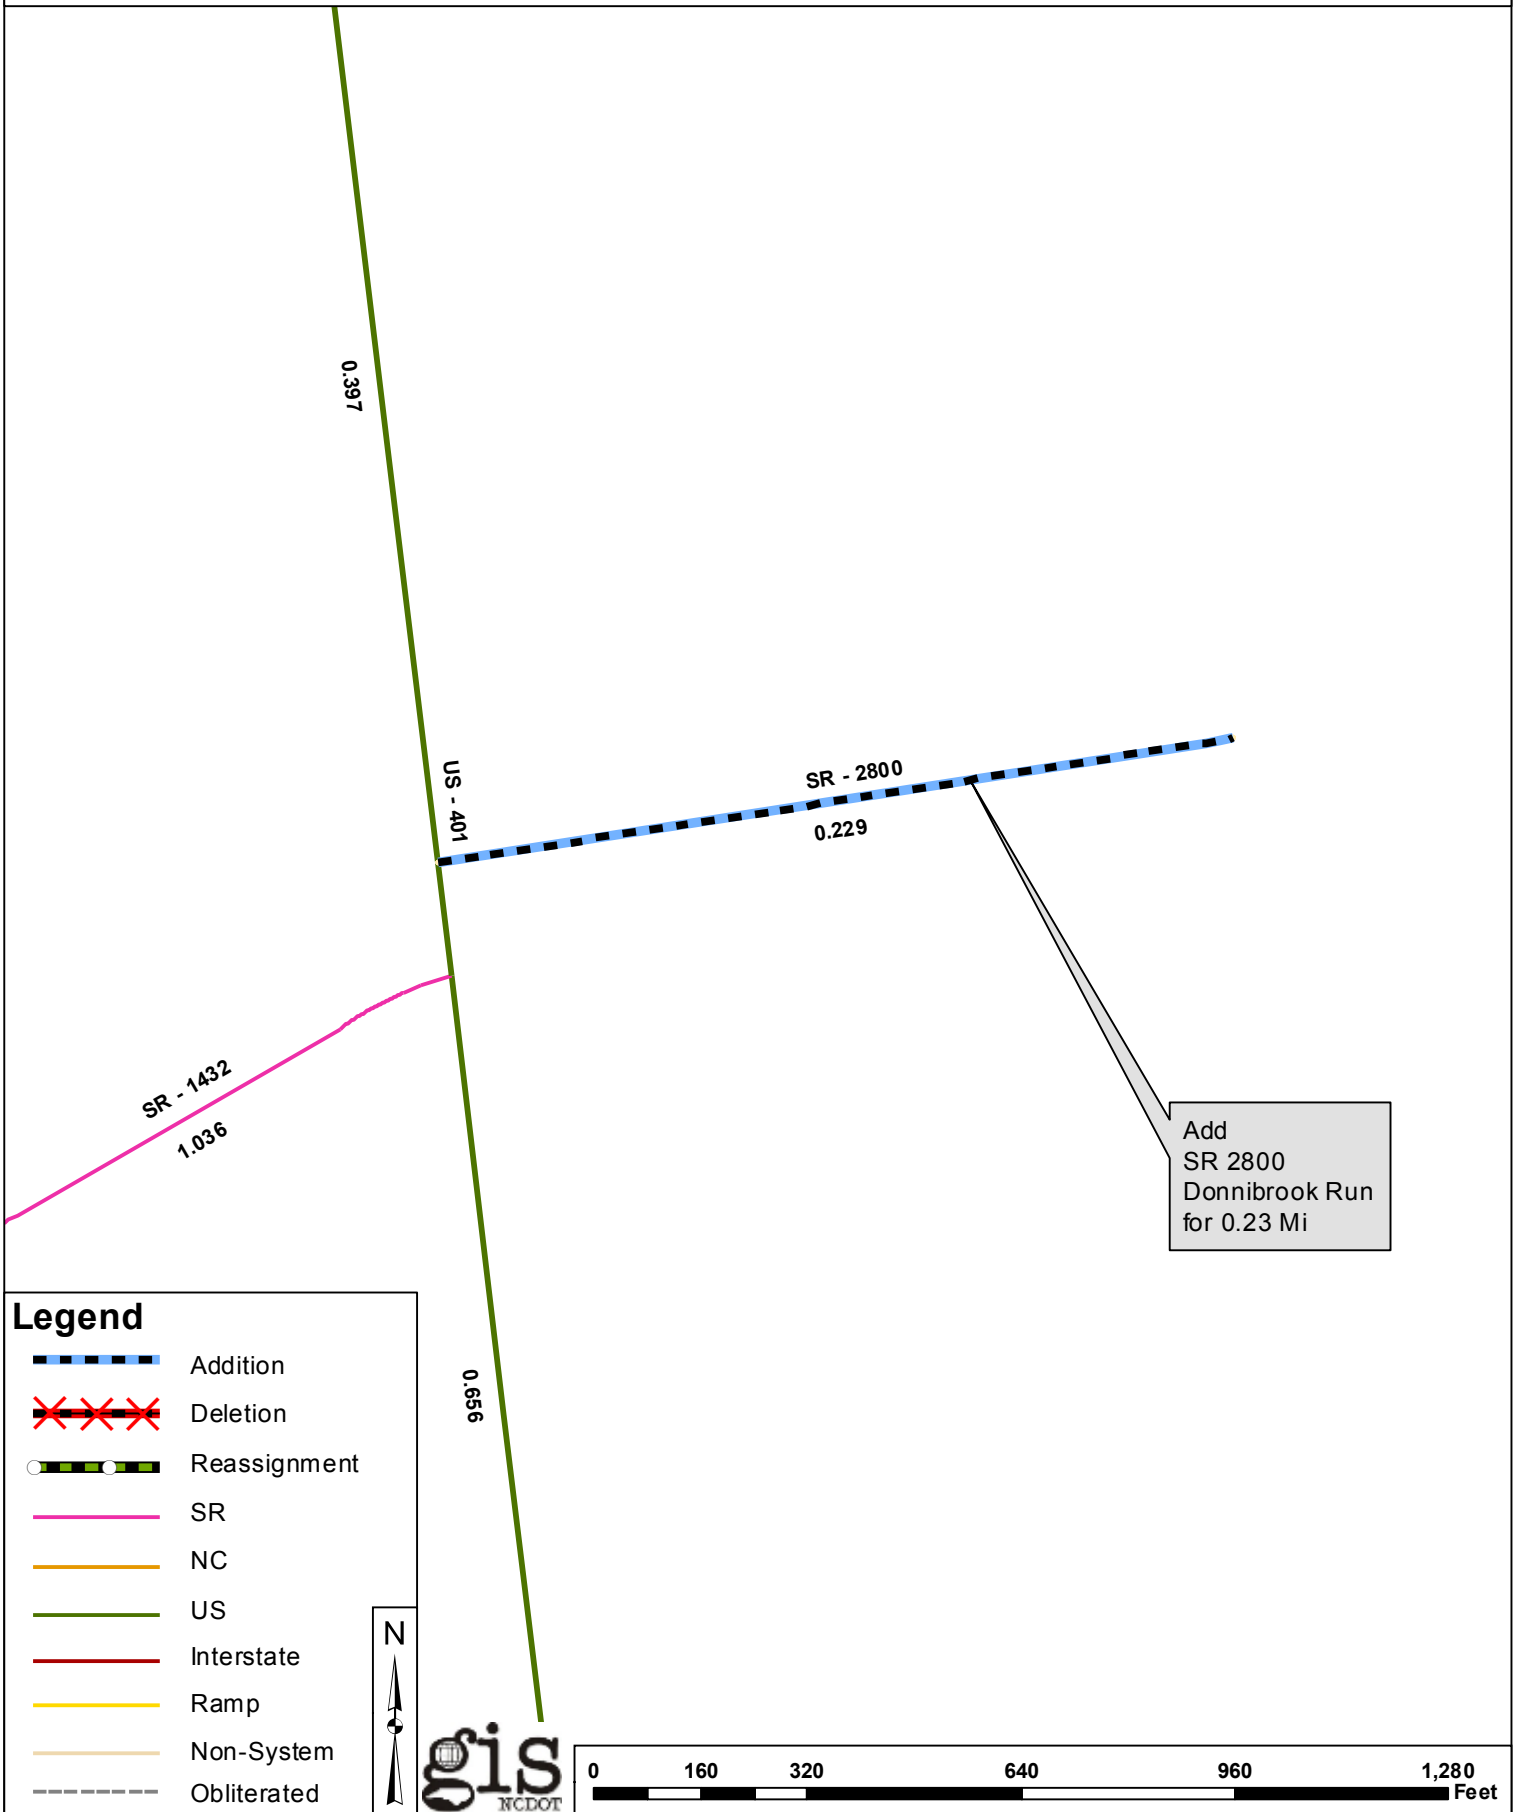 0.397
US - 401
SR - 2800
0.229
SR - 1432
1.036
Add
SR 2800
Donnibrook Run
for 0.23 Mi
0.656
Legend
Addition
Deletion
Reassignment
SR
NC
US
Interstate
Ramp
Non-System
Obliterated
N
gis
NCDOT
0 160 320 640 960 1,280
Feet